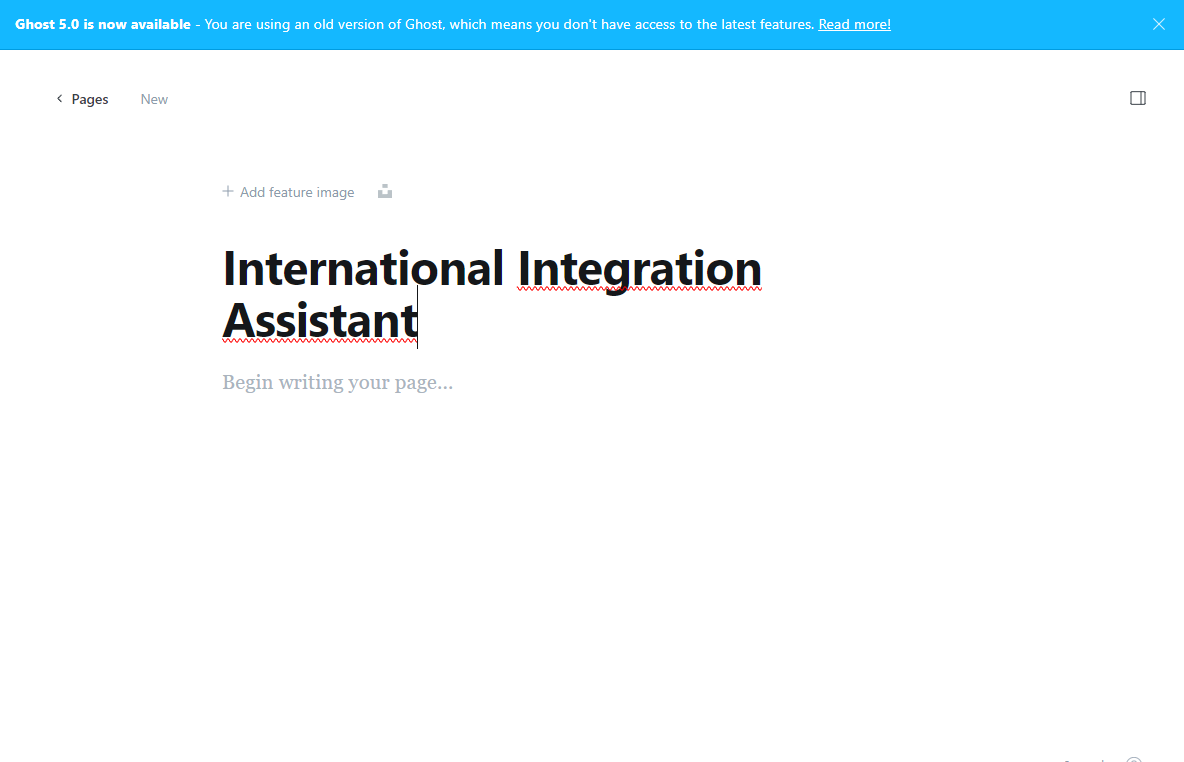 Ghost 5.0 is now available - You are using an old version of Ghost, which means you don't have access to the latest features. Read more!
Pages New
Add feature image
International Integration
Assistant
Begin writing your page...